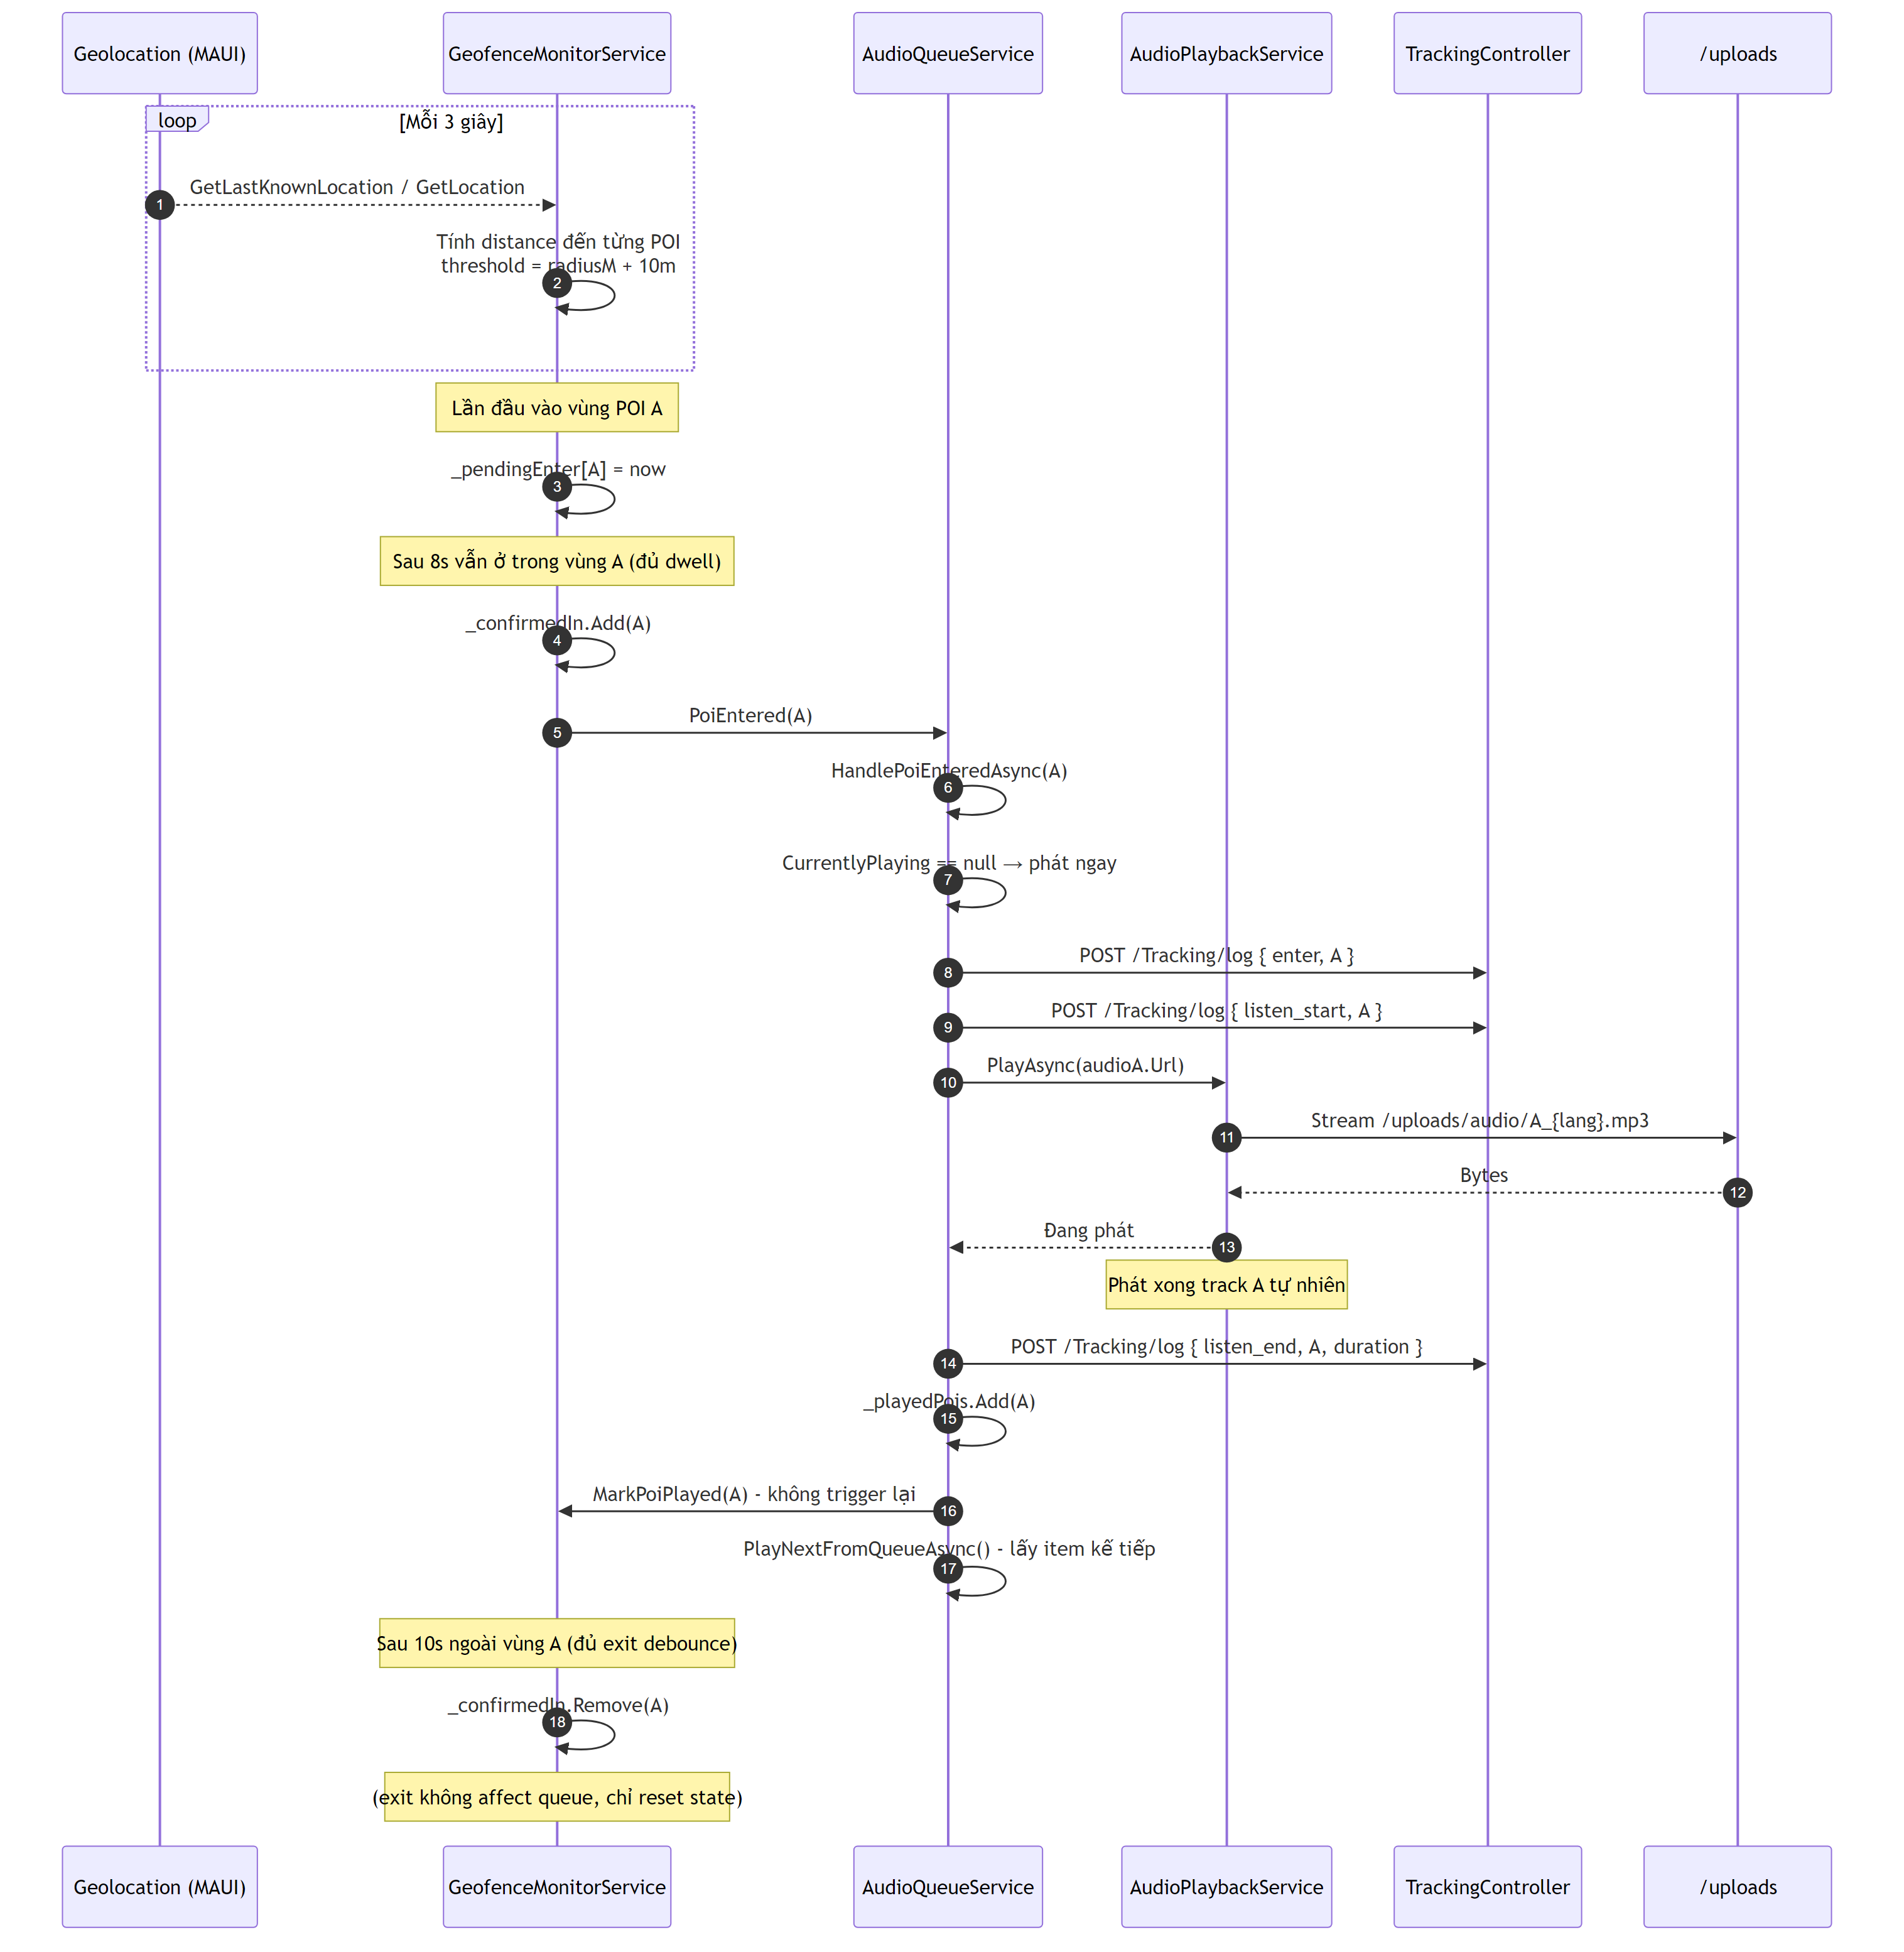 Geolocation (MAUI)
GeofenceMonitorService
AudioQueueService
AudioPlaybackService
TrackingController
/uploads
loop
[Mỗi 3 giây]
GetLastKnownLocation / GetLocation
1
Tính distance đến từng POI
threshold = radiusM + 10m
2
Lần đầu vào vùng POI A
_pendingEnter[A] = now
3
Sau 8s vẫn ở trong vùng A (đủ dwell)
_confirmedIn.Add(A)
4
PoiEntered(A)
5
HandlePoiEnteredAsync(A)
6
CurrentlyPlaying == null → phát ngay
7
POST /Tracking/log { enter, A }
8
POST /Tracking/log { listen_start, A }
9
PlayAsync(audioA.Url)
10
Stream /uploads/audio/A_{lang}.mp3
11
Bytes
12
Đang phát
13
Phát xong track A tự nhiên
POST /Tracking/log { listen_end, A, duration }
14
_playedPois.Add(A)
15
MarkPoiPlayed(A) - không trigger lại
16
PlayNextFromQueueAsync() - lấy item kế tiếp
17
Sau 10s ngoài vùng A (đủ exit debounce)
_confirmedIn.Remove(A)
18
(exit không affect queue, chỉ reset state)
Geolocation (MAUI)
GeofenceMonitorService
AudioQueueService
AudioPlaybackService
TrackingController
/uploads